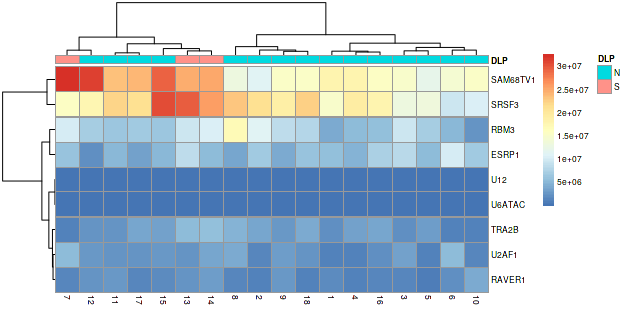 DLP
DLP
N
S
SAM68TV1
SRSF3
RBM3
ESRP1
U12
U6ATAC
TRA2B
U2AF1
RAVER1
3e+07
2.5e+07
2e+07
1.5e+07
1e+07
5e+06
7 12 11 17 15 13 14 8 2 9 18 1 4 16 3 5 6 10